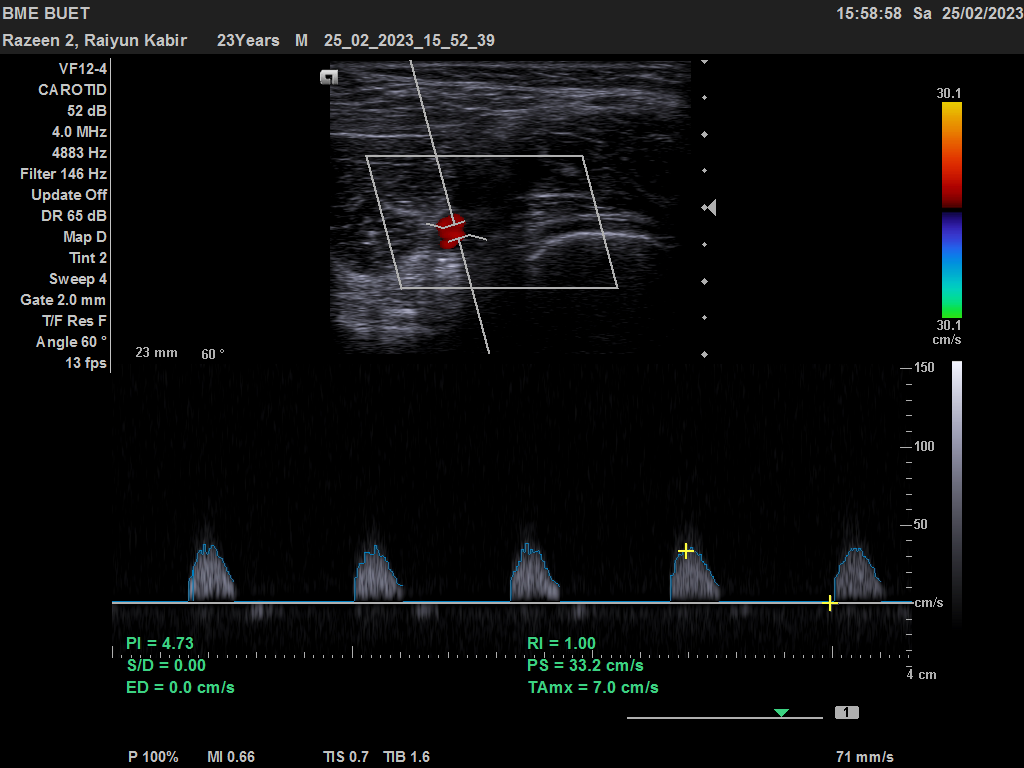 BME BUET 15:58:58 Sa 25/02/2023
Razeen 2, Raiyun Kabir 23Years M 25_02_2023_15_52_39
VF12-4
CAROTID
52 dB
4.0 MHz
4883 Hz
Filter 146 Hz
Update Off
DR 65 dB
Map D
Tint 2
Sweep 4
Gate 2.0 mm
T/F Res F
Angle 60 °
13 fps
23 mm 60 °
30.1
30.1
cm/s
150
100
50
cm/s
4 cm
PI = 4.73 RI = 1.00
S/D = 0.00 PS = 33.2 cm/s
ED = 0.0 cm/s TAmx = 7.0 cm/s
1
P 100% MI 0.66 TIS 0.7 TIB 1.6 71 mm/s